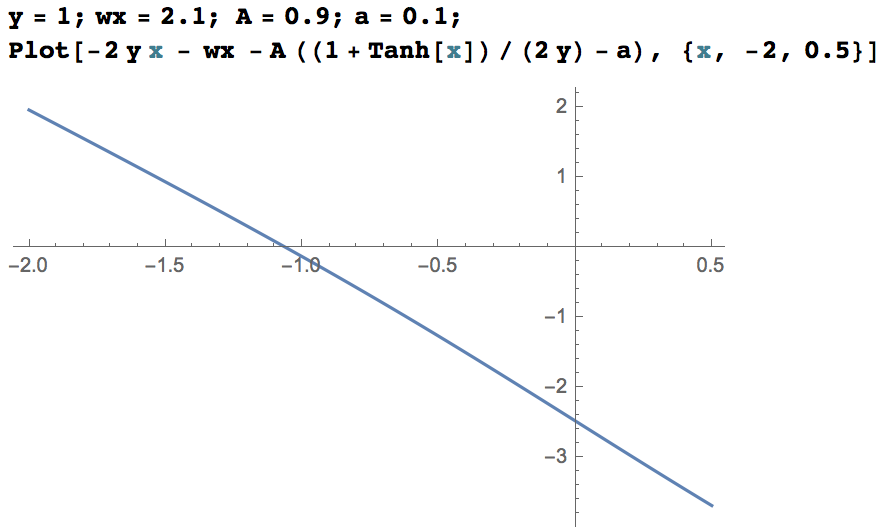 y = 1; wx = 2.1; A = 0.9; a = 0.1;
Plot[-2 y x - wx - A ((1 + Tanh[x]) / (2 y) - a), {x, -2, 0.5}]
2
1
-2.0 -1.5 -1.0 -0.5 0.5
-1
-2
-3